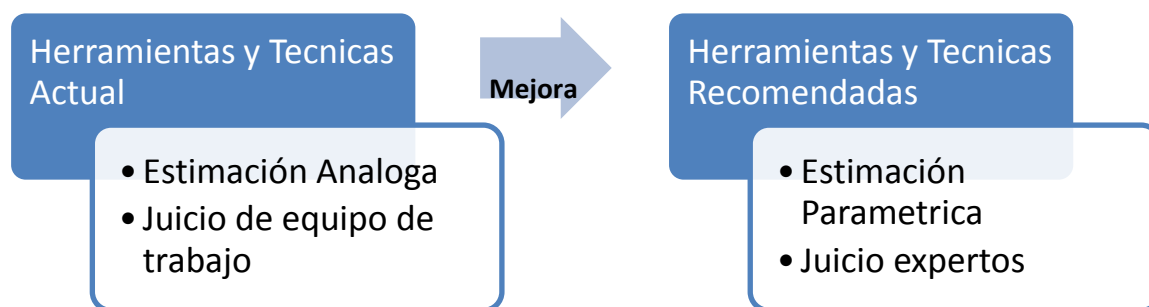 Herramientas y Tecnicas
Actual
• Estimación Analoga
• Juicio de equipo de
trabajo
Mejora
Herramientas y Tecnicas
Recomendadas
• Estimación
Parametrica
• Juicio expertos